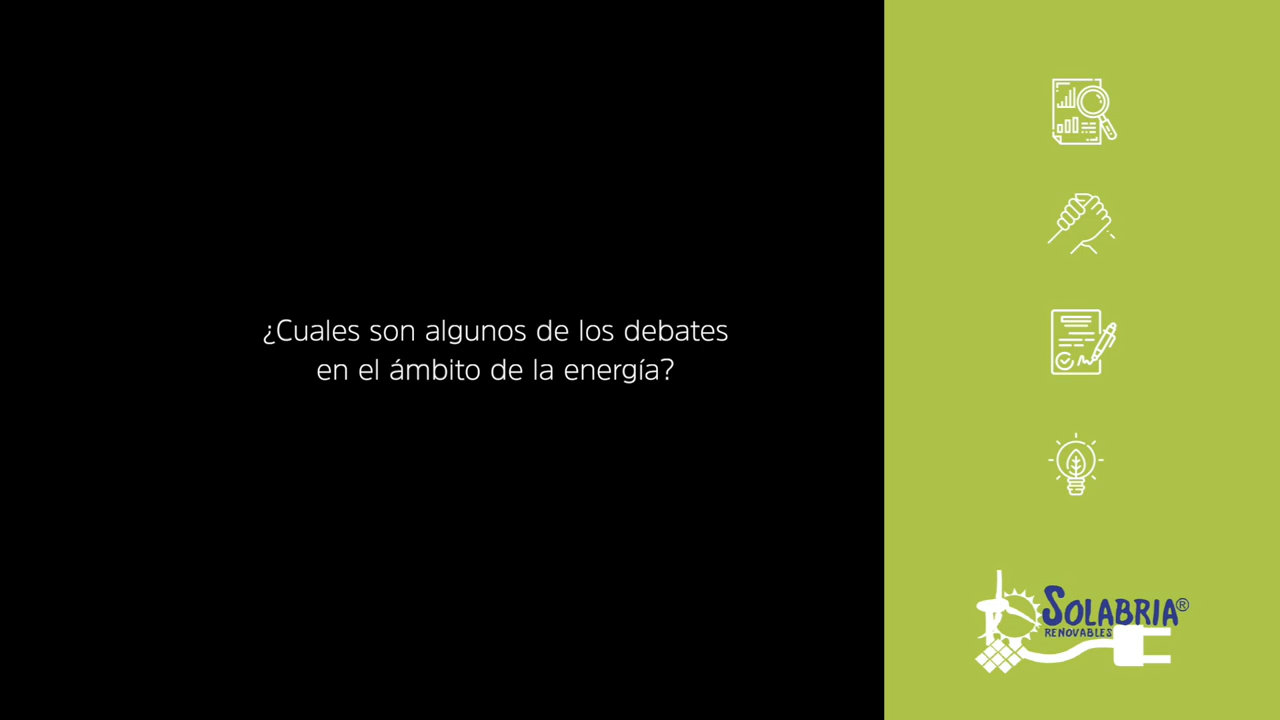 ¿Cuales son algunos de los debates
en el ámbito de la energía?
SOLABRIA®
RENOVABLES